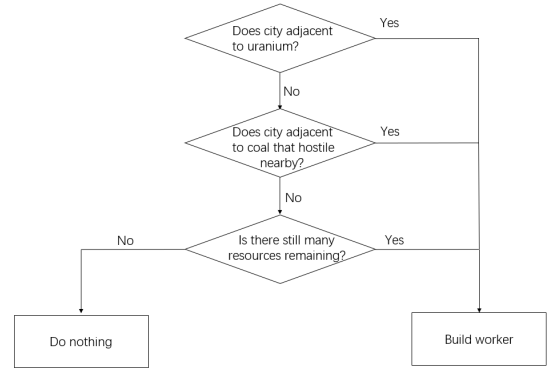 Does city adjacent
to uranium?
Yes
No
Does city adjacent
to coal that hostile
nearby?
Yes
No
Is there still many
resources remaining?
No
Yes
Do nothing
Build worker